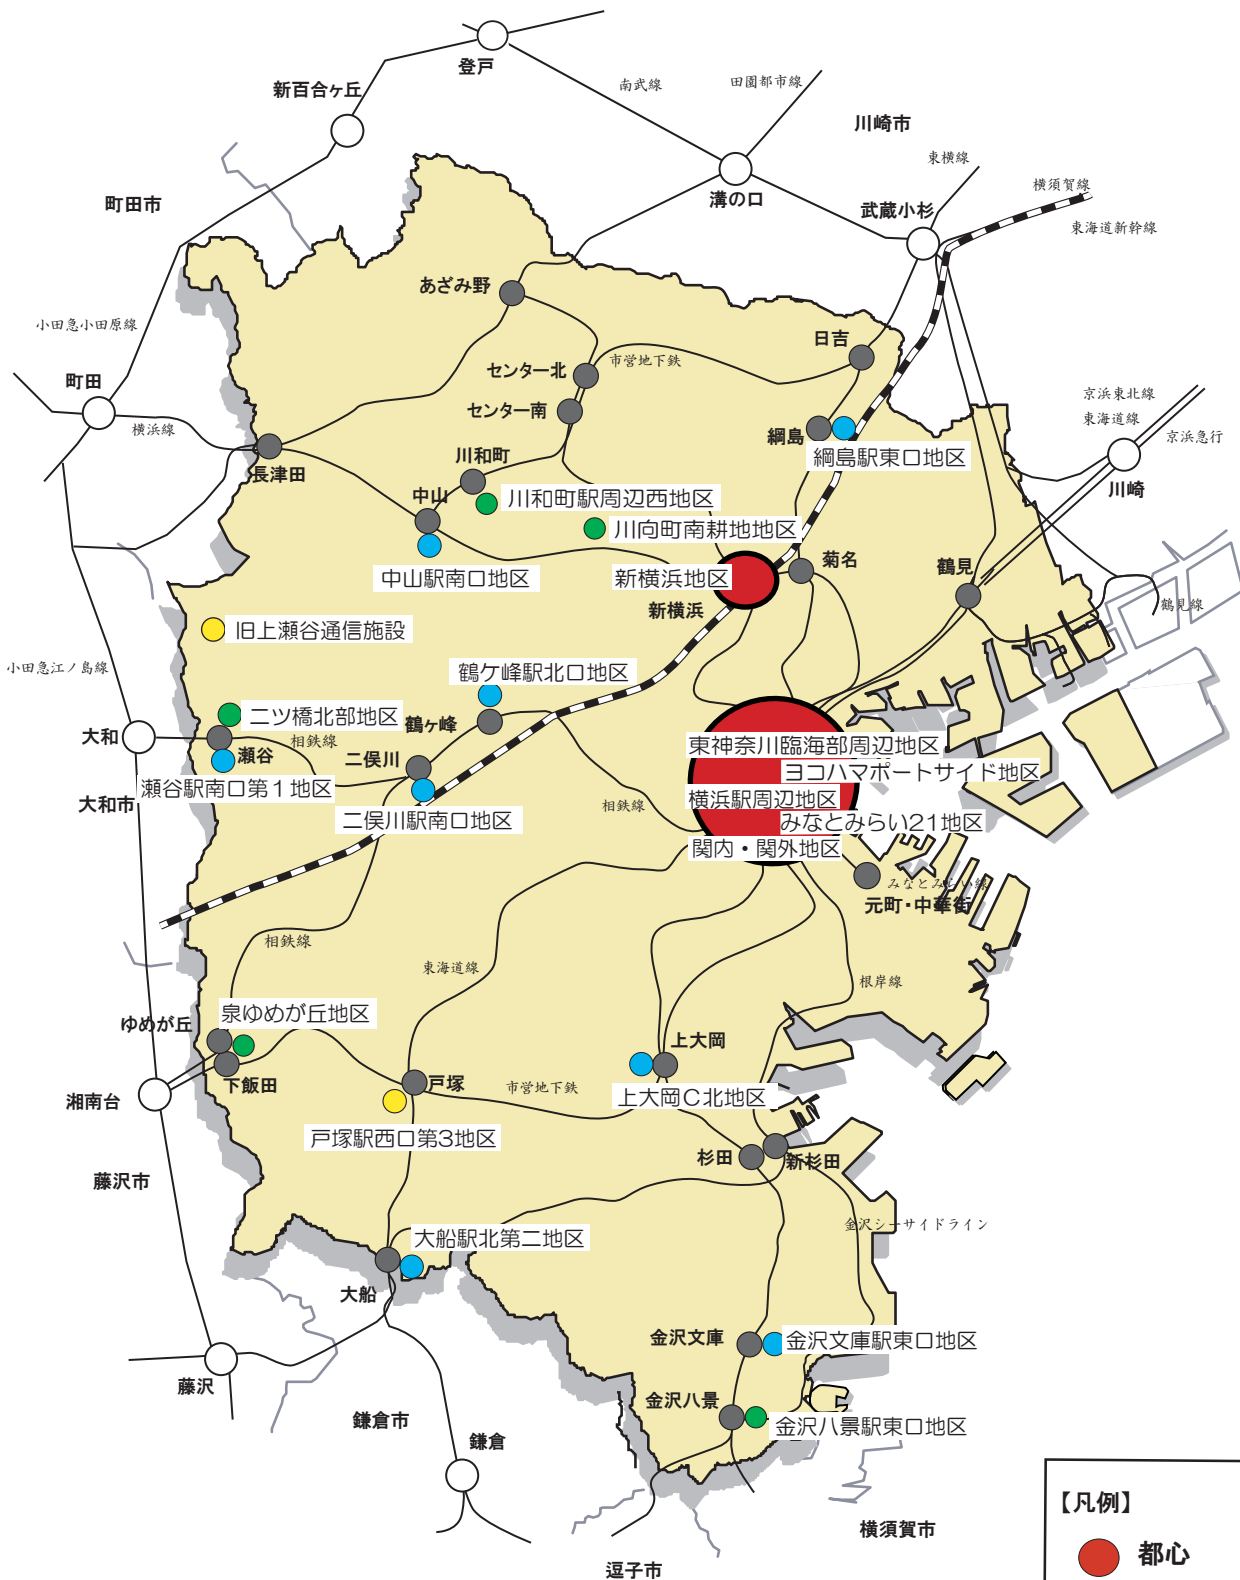 登戸
南武線
田園都市線
新百合ヶ丘
川崎市
東横線
横須賀線
溝の口
武蔵小杉
町田市
東海道新幹線
あざみ野
小田急小田原線
日吉
市営地下鉄
センター北
町田
京浜東北線
センター南
東海道線
横浜線
綱島
京浜急行
綱島駅東口地区
川和町
長津田
川崎
中山
川和町駅周辺西地区
川向町南耕地地区
菊名
鶴見
中山駅南口地区
新横浜地区
新横浜
鶴見線
旧上瀬谷通信施設
小田急江ノ島線
鶴ケ峰駅北口地区
二ツ橋北部地区
鶴ヶ峰
大和
相鉄線
東神奈川臨海部周辺地区
瀬谷
二俣川
ヨコハマポートサイド地区
瀬谷駅南口第１地区
大和市
相鉄線
横浜駅周辺地区
二俣川駅南口地区
みなとみらい21地区
関内・関外地区
みなとみらい線
元町・中華街
相鉄線
東海道線
根岸線
泉ゆめが丘地区
ゆめが丘
上大岡
下飯田
戸塚
市営地下鉄
湘南台
上大岡Ｃ北地区
戸塚駅西口第3地区
杉田
新杉田
藤沢市
金沢シーサイドライン
大船駅北第二地区
大船
金沢文庫
金沢文庫駅東口地区
藤沢
金沢八景
鎌倉市
金沢八景駅東口地区
鎌倉
【凡例】
横須賀市
都心
逗子市